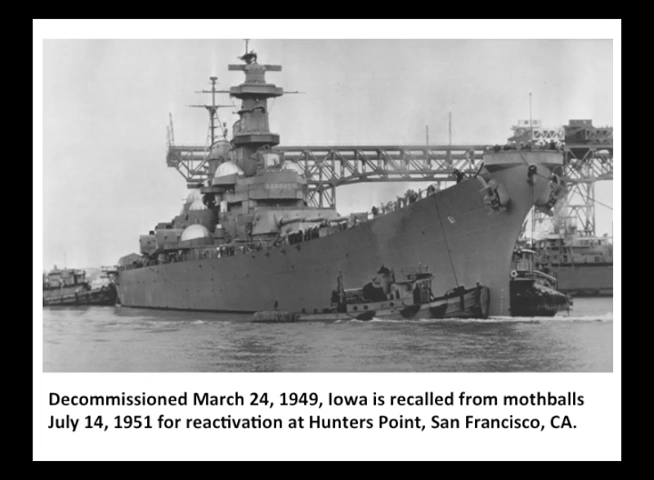 Decommissioned March 24, 1949, Iowa is recalled from mothballs
July 14, 1951 for reactivation at Hunters Point, San Francisco, CA.